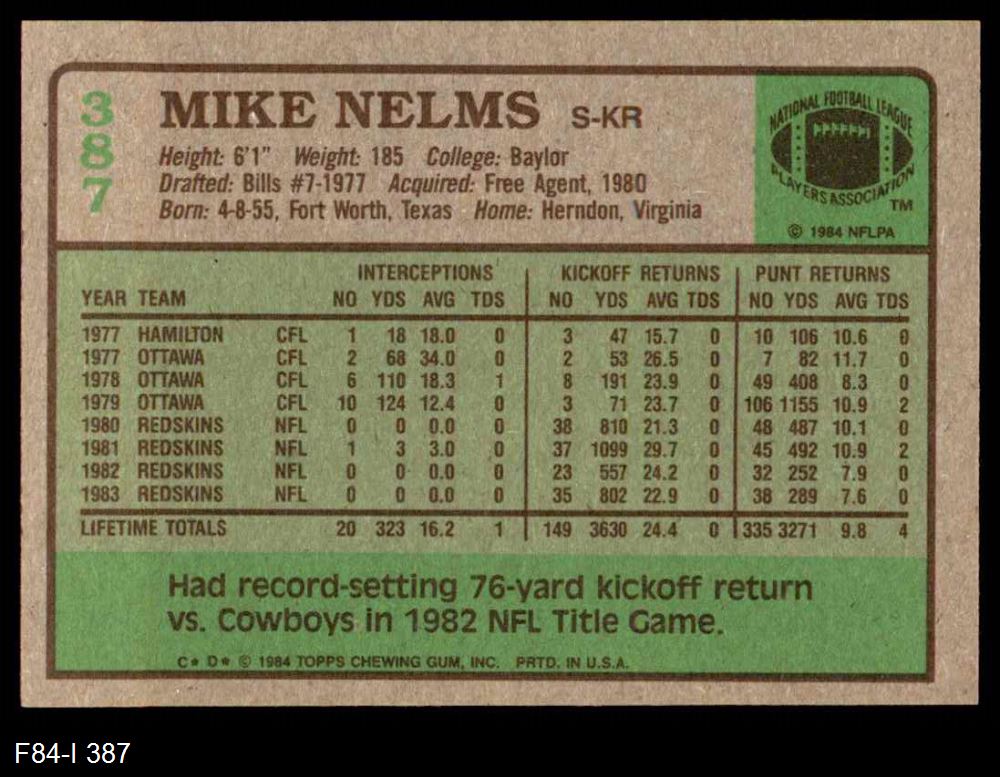 387
MIKE NELMS S-KR
Height: 6'1" Weight: 185 College: Baylor
Drafted: Bills #7-1977 Acquired: Free Agent, 1980
Born: 4-8-55, Fort Worth, Texas Home: Herndon, Virginia
NATIONAL FOOTBALL LEAGUE
PLAYERS ASSOCIATION
TM
© 1984 NFLPA
INTERCEPTIONS KICKOFF RETURNS PUNT RETURNS
YEAR TEAM NO YDS AVG TDS NO YDS AVG TDS NO YDS AVG TDS
1977 HAMILTON CFL 1 18 18.0 0 3 47 15.7 0 10 106 10.6 0
1977 OTTAWA CFL 2 68 34.0 0 2 53 26.5 0 7 82 11.7 0
1978 OTTAWA CFL 6 110 18.3 1 8 191 23.9 0 49 408 8.3 0
1979 OTTAWA CFL 10 124 12.4 0 3 71 23.7 0 106 1155 10.9 2
1980 REDSKINS NFL 0 0 0.0 0 38 810 21.3 0 48 487 10.1 0
1981 REDSKINS NFL 1 3 3.0 0 37 1099 29.7 0 45 492 10.9 2
1982 REDSKINS NFL 0 0 0.0 0 23 557 24.2 0 32 252 7.9 0
1983 REDSKINS NFL 0 0 0.0 0 35 802 22.9 0 38 289 7.6 0
LIFETIME TOTALS 20 323 16.2 1 149 3630 24.4 0 335 3271 9.8 4
Had record-setting 76-yard kickoff return
vs. Cowboys in 1982 NFL Title Game.
C* D* © 1984 TOPPS CHEWING GUM, INC. PRTD. IN U.S.A.
F84-I 387